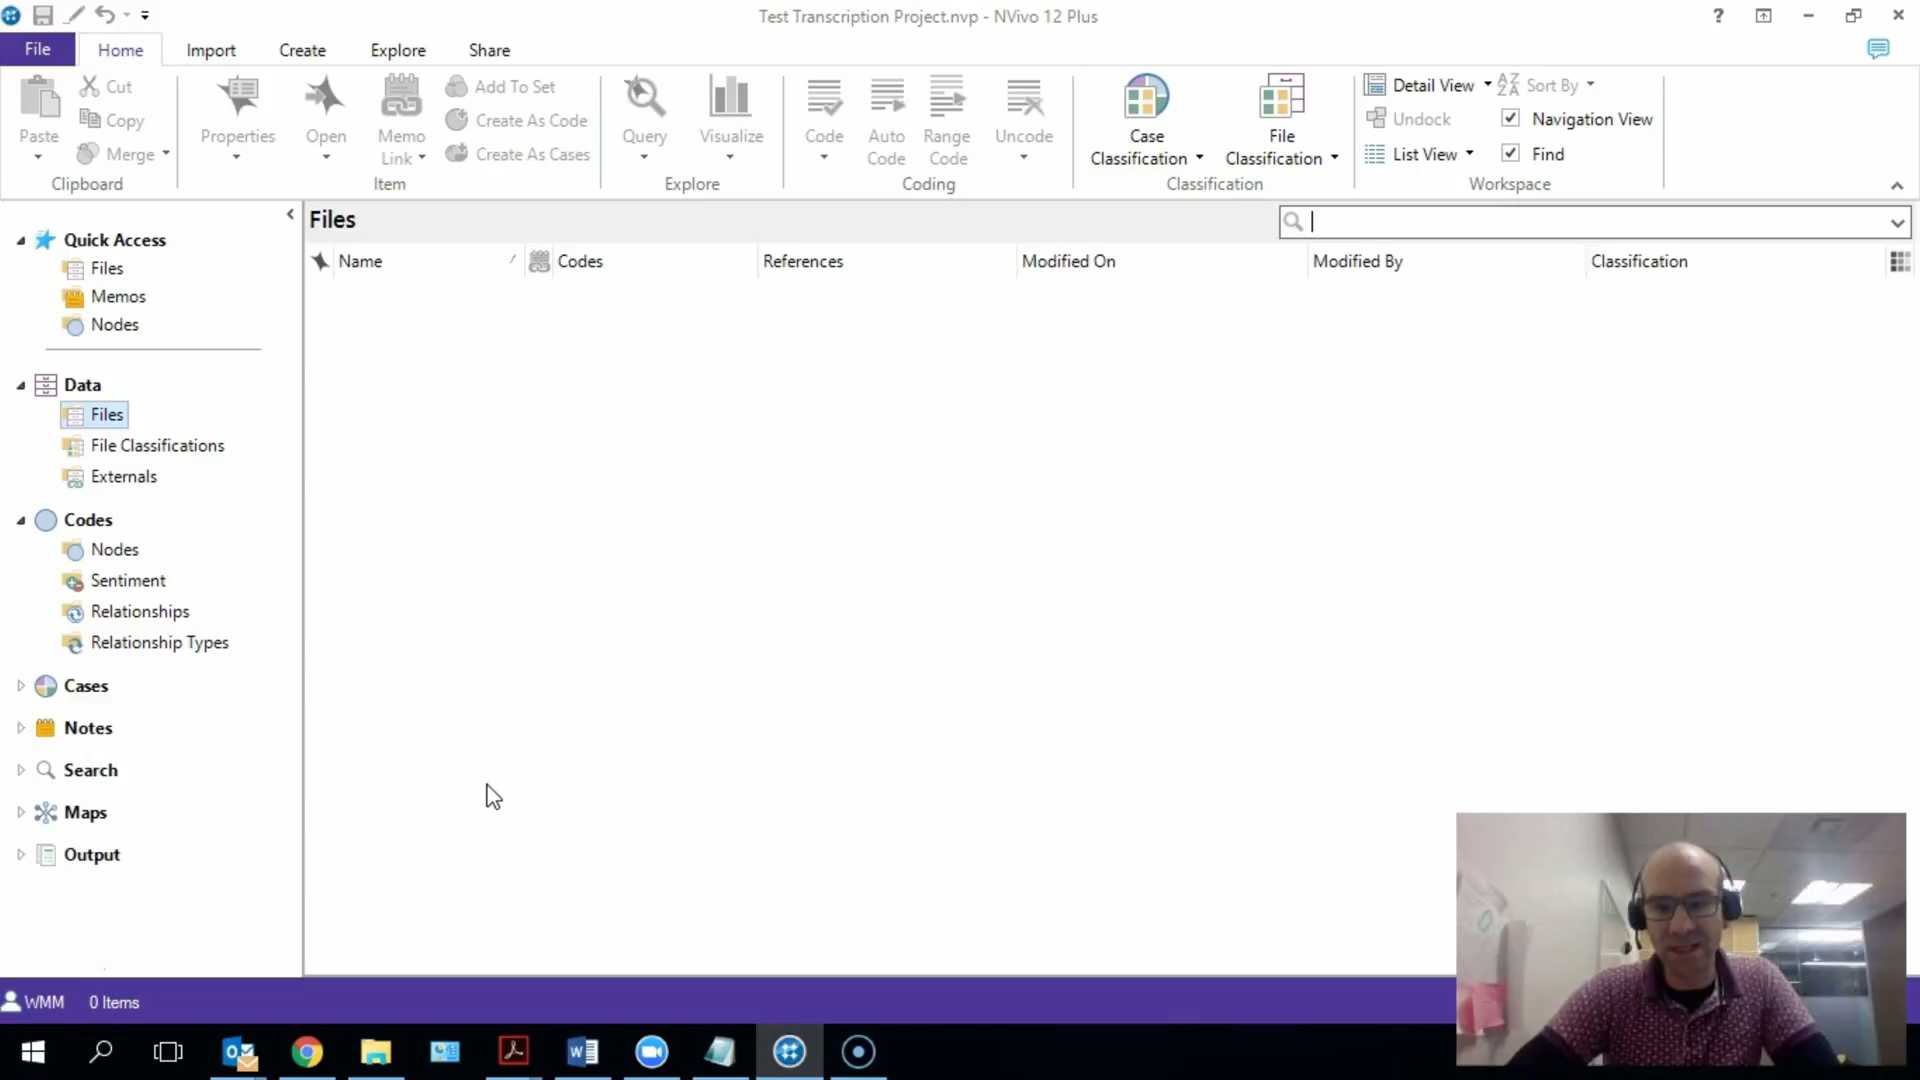 Test Transcription Project.nvp - NVivo 12 Plus
?
File
Home
Import
Create
Explore
Share
Paste
Cut
Copy
Merge
Clipboard
Properties
Open
Memo
Link
Add To Set
Create As Code
Create As Cases
Item
Query
Visualize
Explore
Code
Auto
Code
Range
Code
Uncode
Coding
Case
Classification
File
Classification
Classification
Detail View
Sort By
Undock
Navigation View
List View
Find
Workspace
Quick Access
Files
Memos
Nodes
Data
Files
File Classifications
Externals
Codes
Nodes
Sentiment
Relationships
Relationship Types
Cases
Notes
Search
Maps
Output
Files
Name
Codes
References
Modified On
Modified By
Classification
WMM
0 Items